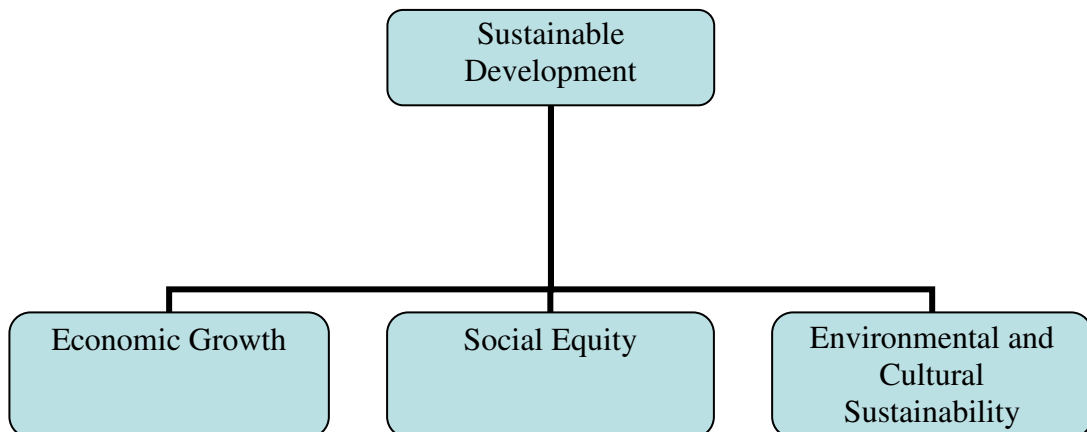 Sustainable
Development
Economic Growth
Social Equity
Environmental and
Cultural
Sustainability